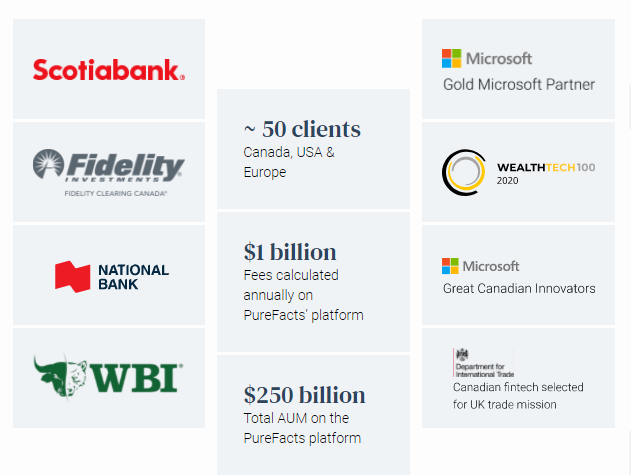 Scotiabank®
Fidelity®
INVESTMENTS
FIDELITY CLEARING CANADA®
NATIONAL
BANK
WBI®
~ 50 clients
Canada, USA &
Europe
$1 billion
Fees calculated
annually on
PureFacts' platform
$250 billion
Total AUM on the
PureFacts platform
Microsoft
Gold Microsoft Partner
WEALTHTECH100
2020
Microsoft
Great Canadian Innovators
Department for
International Trade
Canadian fintech selected
for UK trade mission